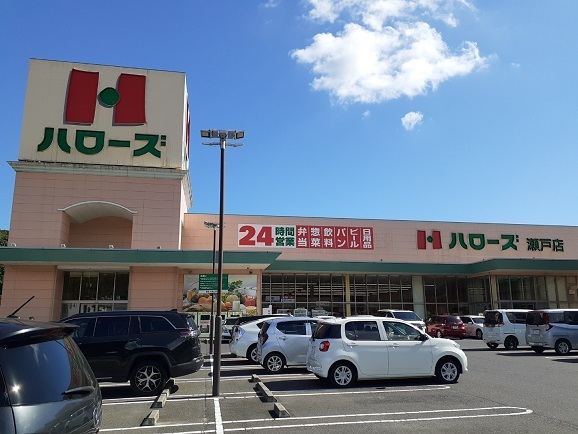 H
ハローズ
24時間営業 弁当 惣菜 飲料 パン ビール 日用品
H ハローズ 瀬戸店